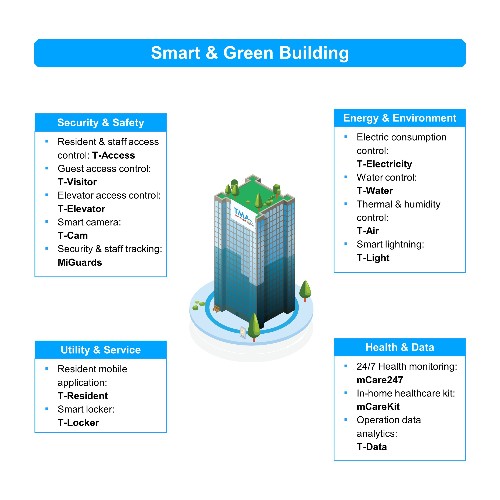 Smart & Green Building
Security & Safety
Resident & staff access
control: T-Access
Guest access control:
T-Visitor
Elevator access control:
T-Elevator
Smart camera:
T-Cam
Security & staff tracking:
MiGuards
Energy & Environment
Electric consumption
control:
T-Electricity
Water control:
T-Water
Thermal & humidity
control:
T-Air
Smart lightning:
T-Light
TMA
Utility & Service
Resident mobile
application:
T-Resident
Smart locker:
T-Locker
Health & Data
24/7 Health monitoring:
mCare247
In-home healthcare kit:
mCareKit
Operation data
analytics:
T-Data